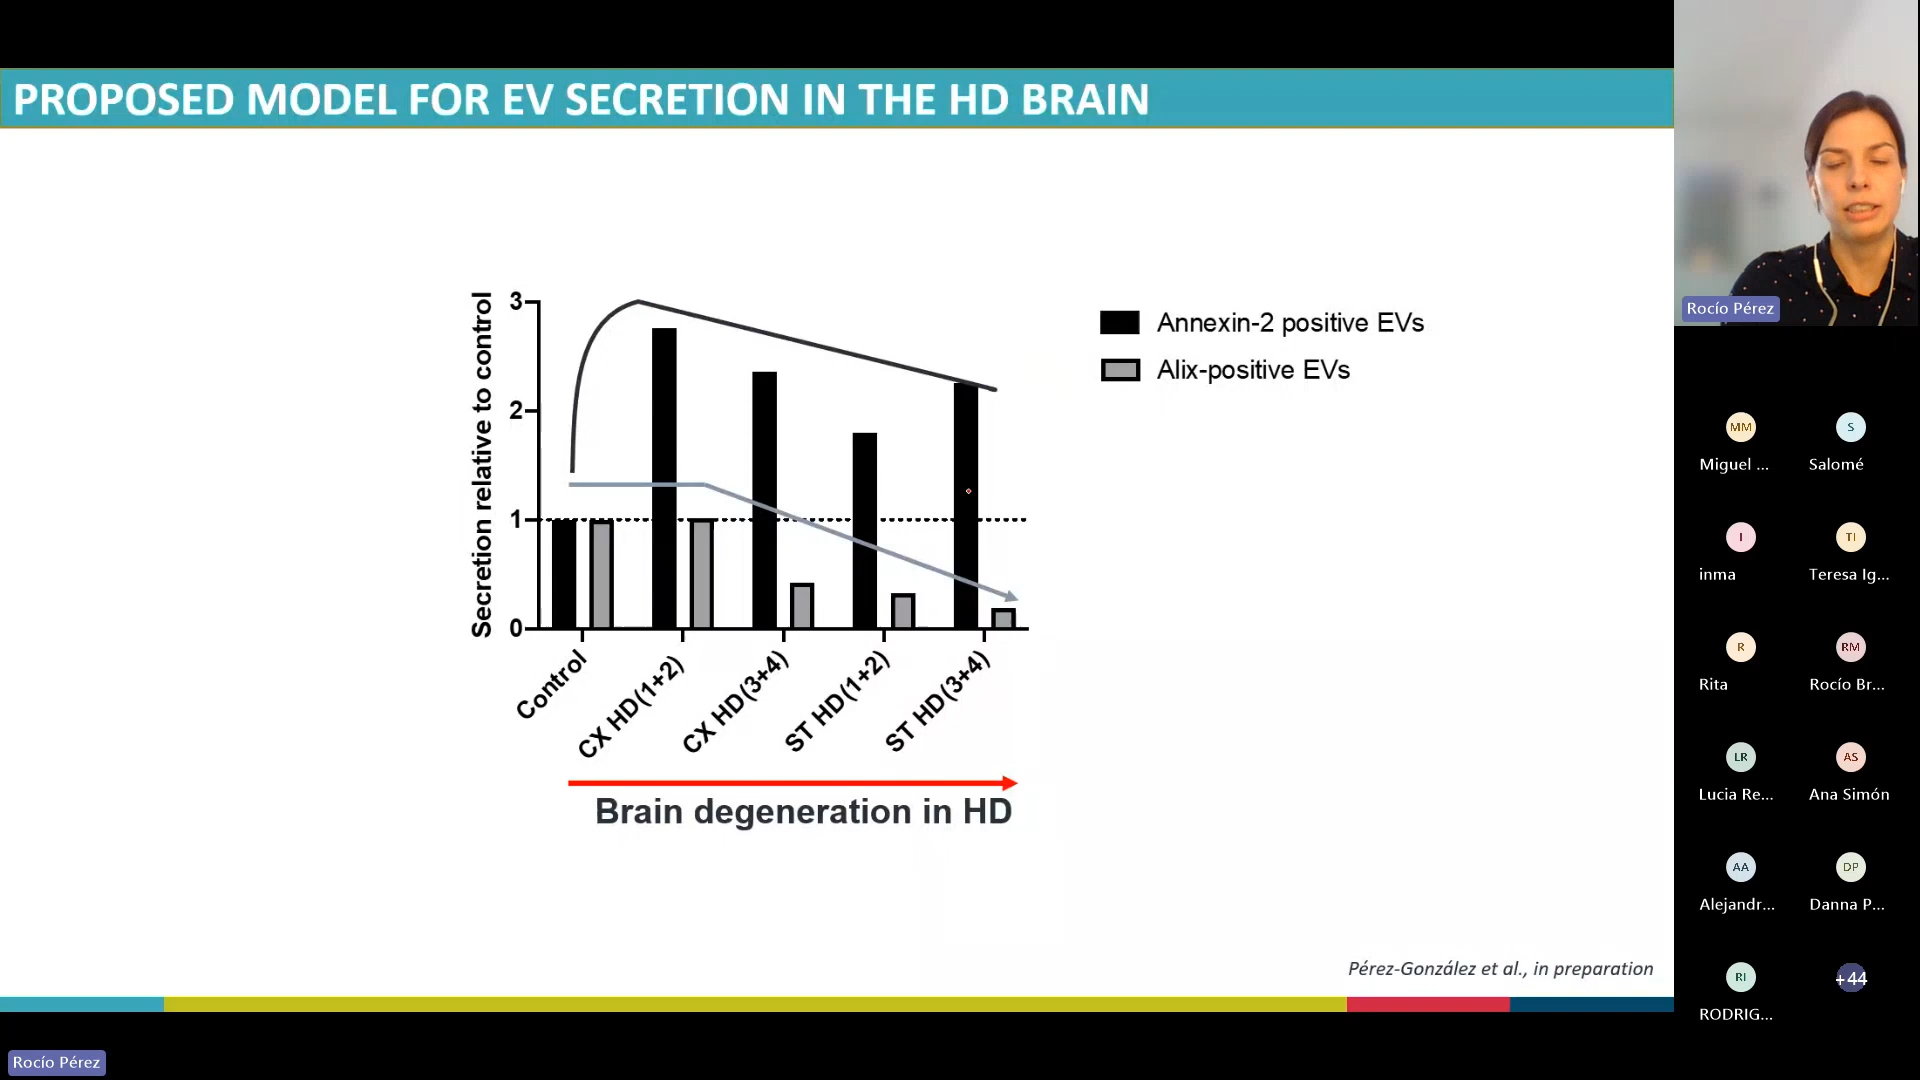 PROPOSED MODEL FOR EV SECRETION IN THE HD BRAIN
Secretion relative to control
3
2
1
0
Control
CX HD(1+2)
CX HD(3+4)
ST HD(1+2)
ST HD(3+4)
Annexin-2 positive EVs
Alix-positive EVs
Brain degeneration in HD
Pérez-González et al., in preparation
Rocío Pérez
Rocío Pérez
MM
Miguel ...
S
Salomé
I
inma
TI
Teresa Ig...
R
Rita
RM
Rocío Br...
LR
Lucia Re...
AS
Ana Simón
AA
Alejandr...
DP
Danna P...
RI
RODRIG...
+44